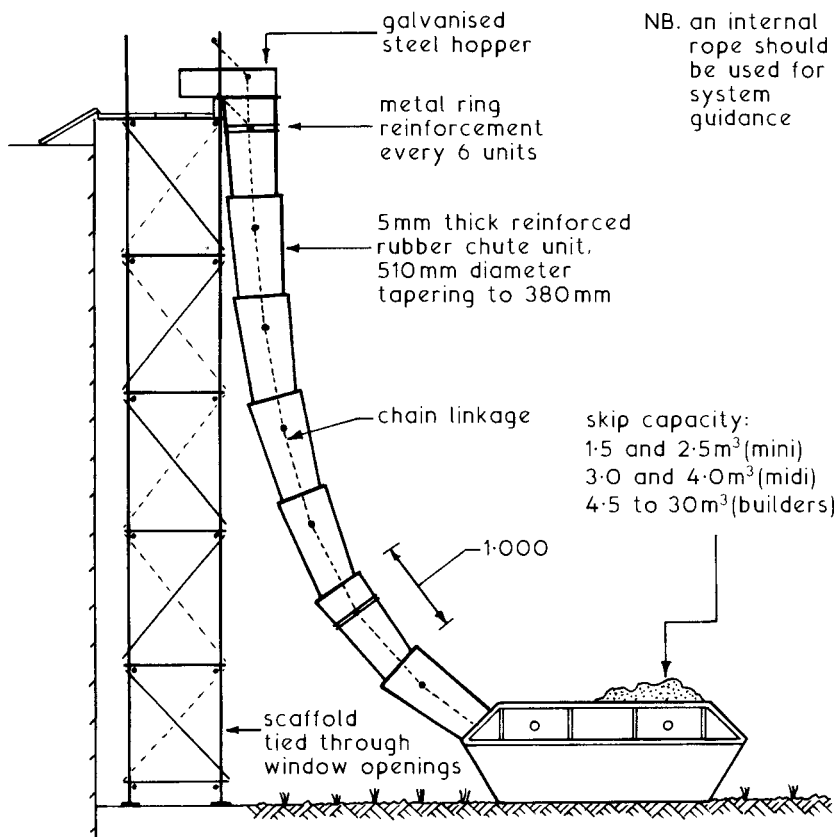 galvanised
steel hopper
NB. an internal
rope should
be used for
system
guidance
metal ring
reinforcement
every 6 units
5mm thick reinforced
rubber chute unit,
510mm diameter
tapering to 380mm
chain linkage
skip capacity:
1·5 and 2·5m³(mini)
3·0 and 4·0m³(midi)
4·5 to 30m³(builders)
1·000
scaffold
tied through
window openings